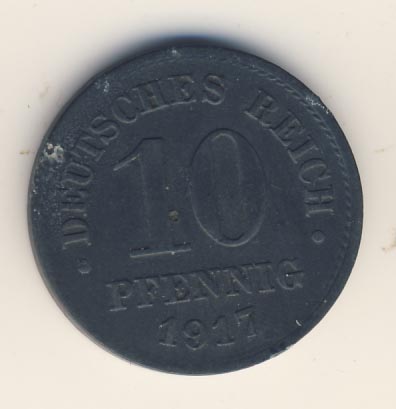 • DEUTSCHES REICH •
10
PFENNIG
1917